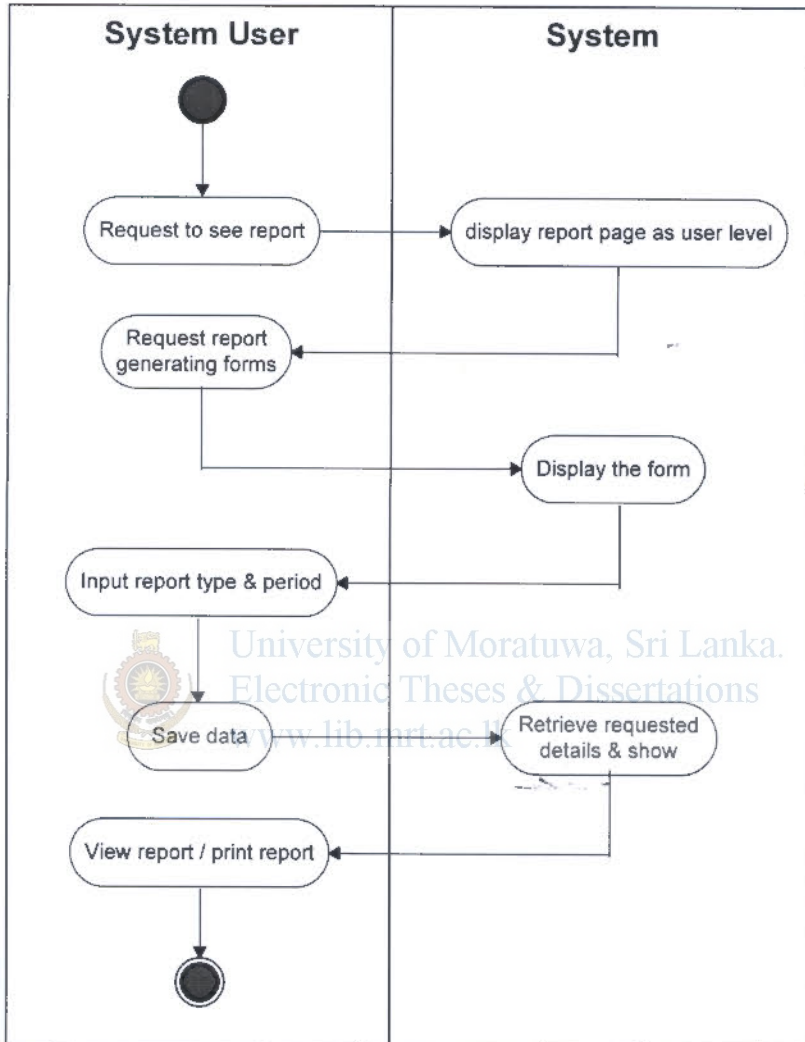 System User
System
Request to see report
display report page as user level
Request report
generating forms
Display the form
Input report type & period
University of Moratuwa, Sri Lanka.
Electronic Theses & Dissertations
www.lib.mrt.ac.lk
Save data
Retrieve requested
details & show
View report / print report